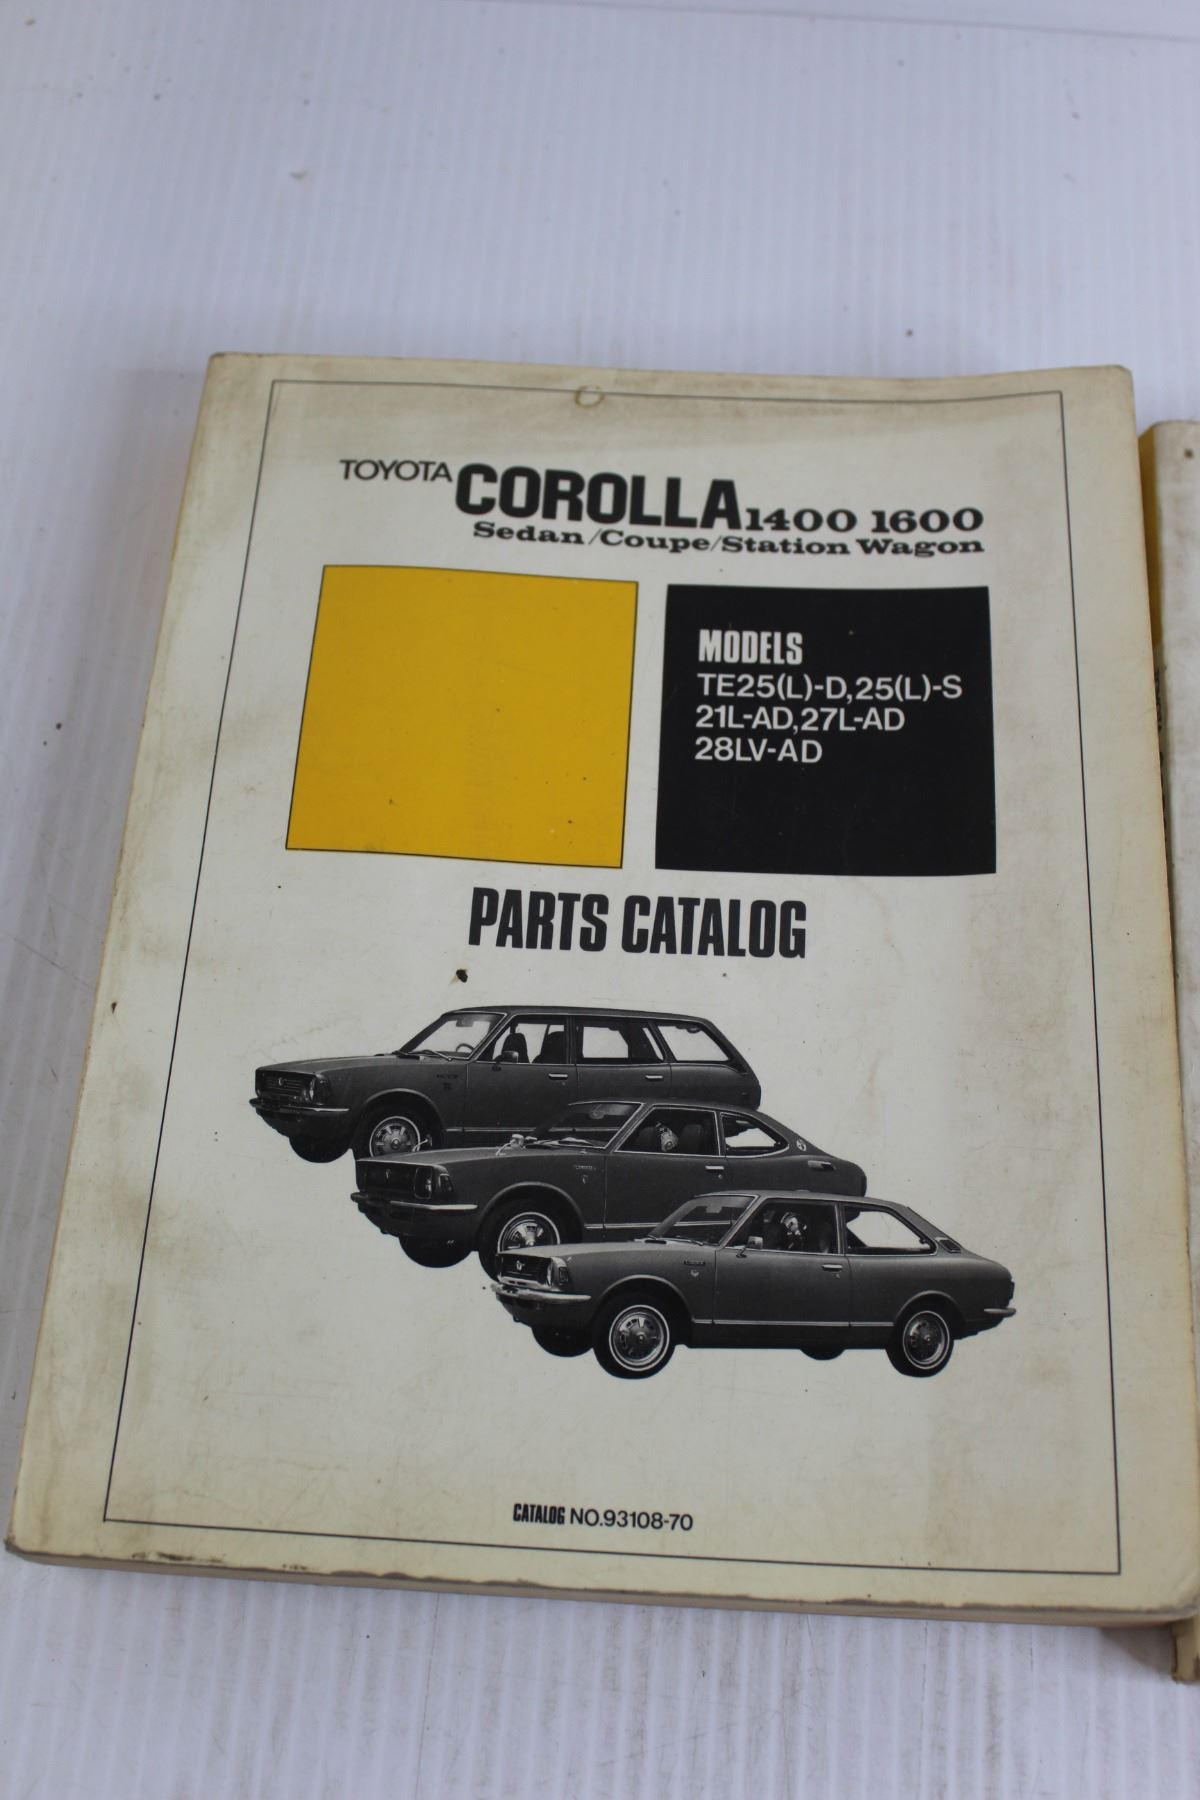 TOYOTA COROLLA 1400 1600
Sedan/Coupe/Station Wagon
MODELS
TE25(L)-D,25(L)-S
21L-AD,27L-AD
28LV-AD
PARTS CATALOG
CATALOG NO.93108-70